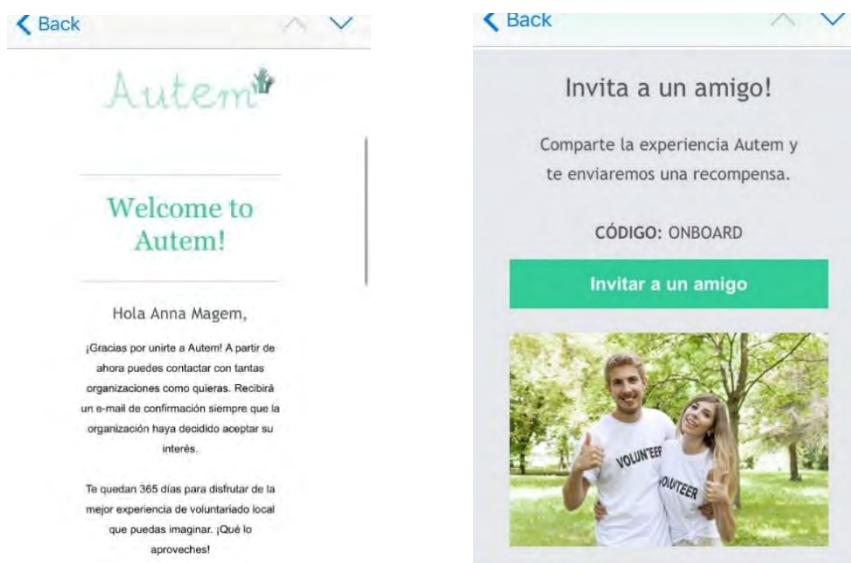 Back
Autem
Welcome to
Autem!
Hola Anna Magem,
¡Gracias por unirte a Autem! A partir de
ahora puedes contactar con tantas
organizaciones como quieras. Recibirá
un e-mail de confirmación siempre que la
organización haya decidido aceptar su
interés.
Te quedan 365 días para disfrutar de la
mejor experiencia de voluntariado local
que puedas imaginar. ¡Qué lo
aproveches!
Back
Invita a un amigo!
Comparte la experiencia Autem y
te enviaremos una recompensa.
CÓDIGO: ONBOARD
Invitar a un amigo
VOLUNTEER
VOLUNTEER